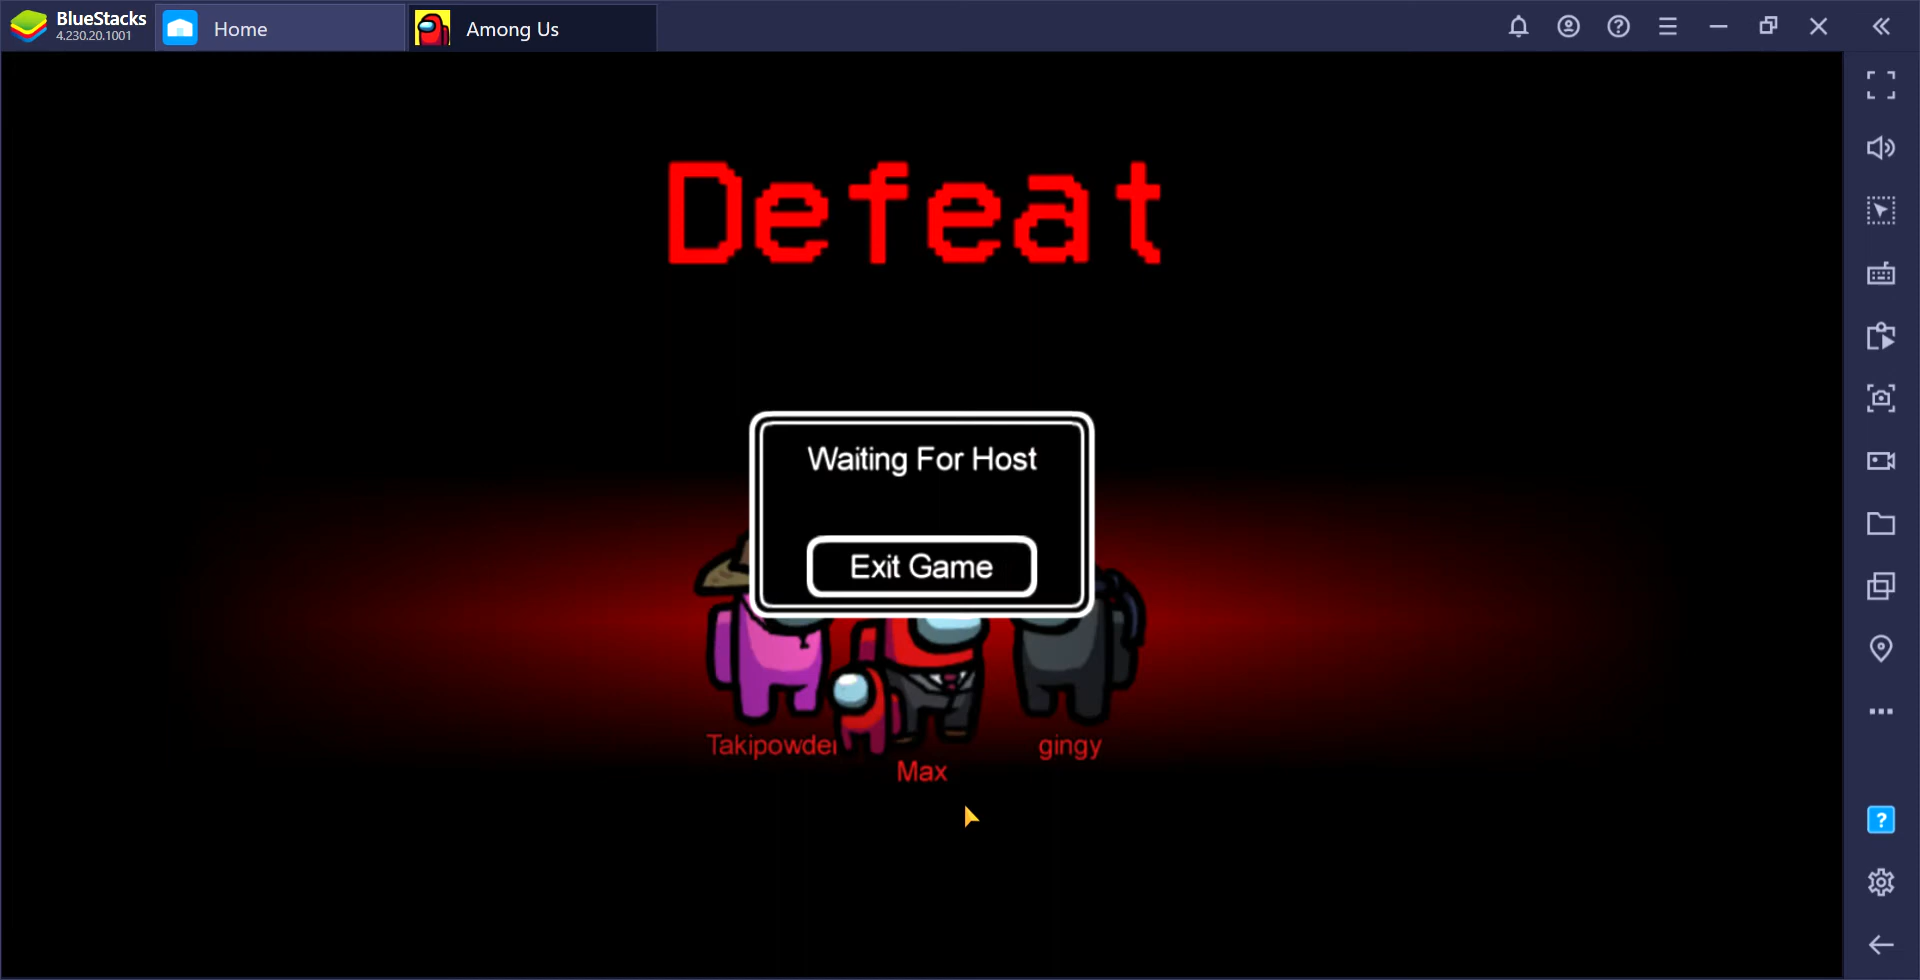 BlueStacks
4.230.20.1001
Home
Among Us
Defeat
Waiting For Host
Exit Game
Takipowder
Max
gingy